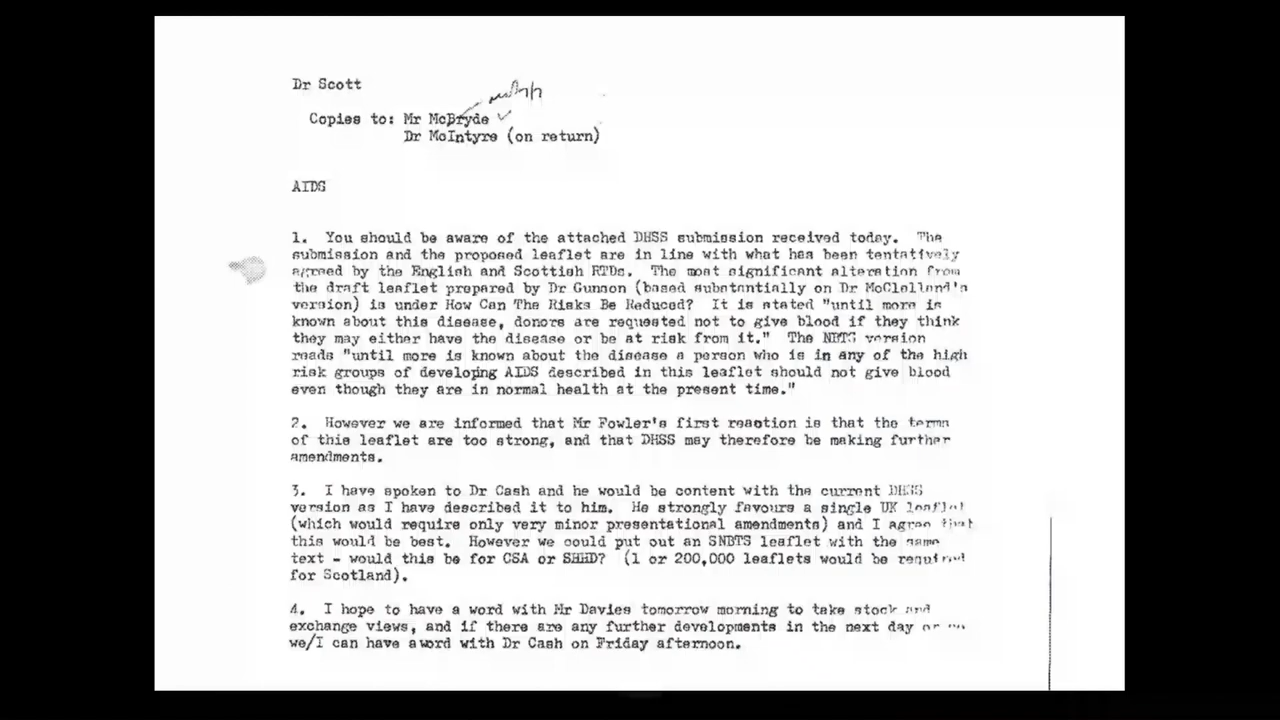 Dr Scott
Copies to: Mr McBryde
Dr McIntyre (on return)
AIDS
1. You should be aware of the attached DHSS submission received today. The
submission and the proposed leaflet are in line with what has been tentatively
agreed by the English and Scottish RTDs. The most significant alteration from
the draft leaflet prepared by Dr Gunson (based substantially on Dr McClelland's
version) is under How Can The Risks Be Reduced? It is stated "until more is
known about this disease, donors are requested not to give blood if they think
they may either have the disease or be at risk from it." The NBTS version
reads "until more is known about the disease a person who is in any of the high
risk groups of developing AIDS described in this leaflet should not give blood
even though they are in normal health at the present time."
2. However we are informed that Mr Fowler's first reaction is that the terms
of this leaflet are too strong, and that DHSS may therefore be making further
amendments.
3. I have spoken to Dr Cash and he would be content with the current DHSS
version as I have described it to him. He strongly favours a single UK leaflet
(which would require only very minor presentational amendments) and I agree that
this would be best. However we could put out an SNBTS leaflet with the same
text - would this be for CSA or SHHD? (1 or 200,000 leaflets would be required
for Scotland).
4. I hope to have a word with Mr Davies tomorrow morning to take stock and
exchange views, and if there are any further developments in the next day or so
we/I can have a word with Dr Cash on Friday afternoon.